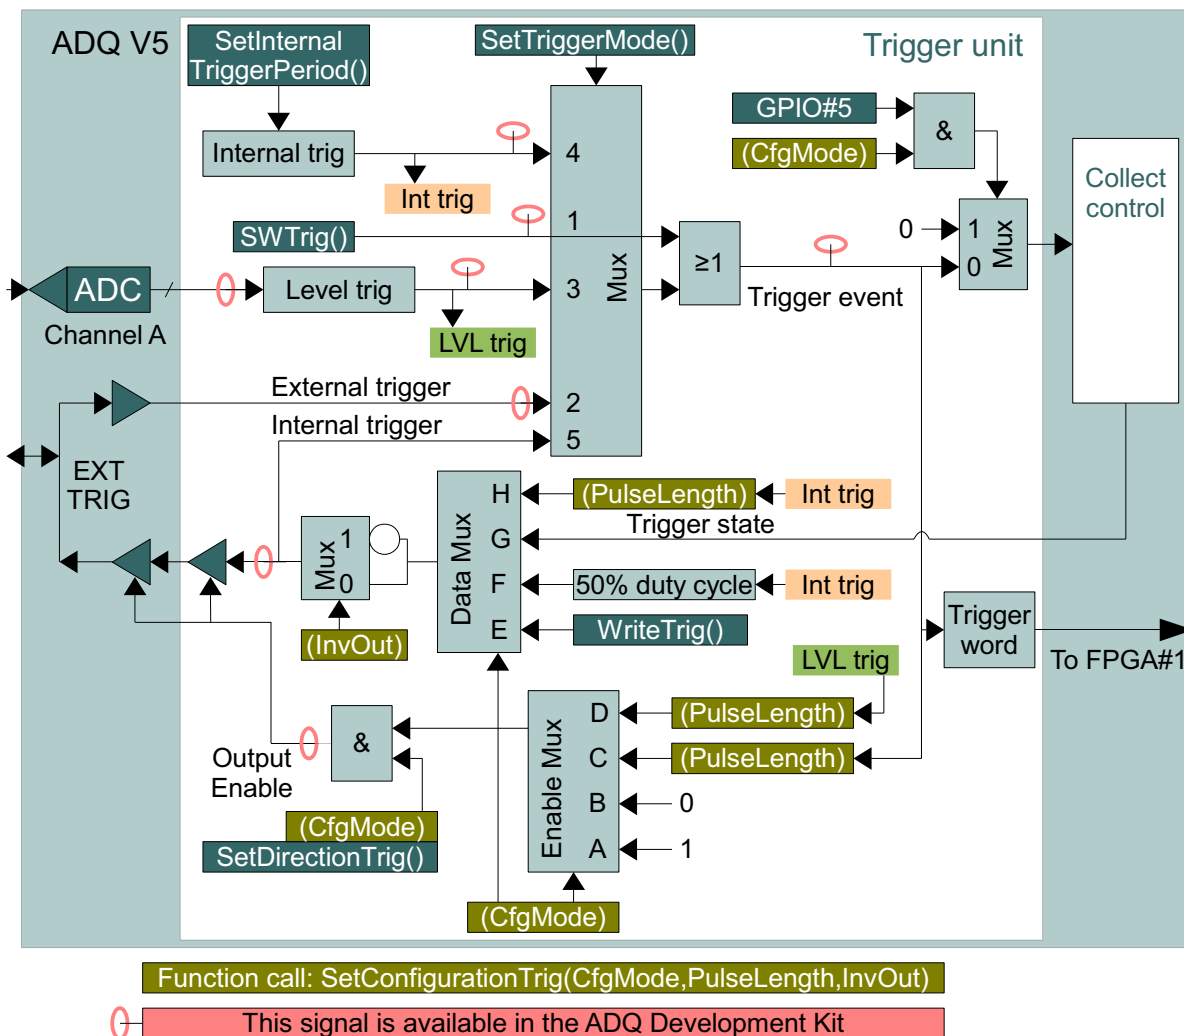 ADQ V5
SetInternal
TriggerPeriod()
SetTriggerMode()
Trigger unit
GPIO#5
(CfgMode)
&
Internal trig
4
Int trig
SWTrig()
1
Mux
≥1
0
1
0
Mux
Collect
control
ADC
Channel A
Level trig
3
LVL trig
Trigger event
External trigger
2
Internal trigger
5
EXT
TRIG
Data Mux
H
(PulseLength)
Int trig
Trigger state
G
Mux
1
0
F
50% duty cycle
Int trig
E
WriteTrig()
(InvOut)
Trigger
word
To FPGA#1
LVL trig
Enable Mux
D
(PulseLength)
&
Output
Enable
C
(PulseLength)
B
0
A
1
(CfgMode)
SetDirectionTrig()
(CfgMode)
Function call: SetConfigurationTrig(CfgMode,PulseLength,InvOut)
This signal is available in the ADQ Development Kit